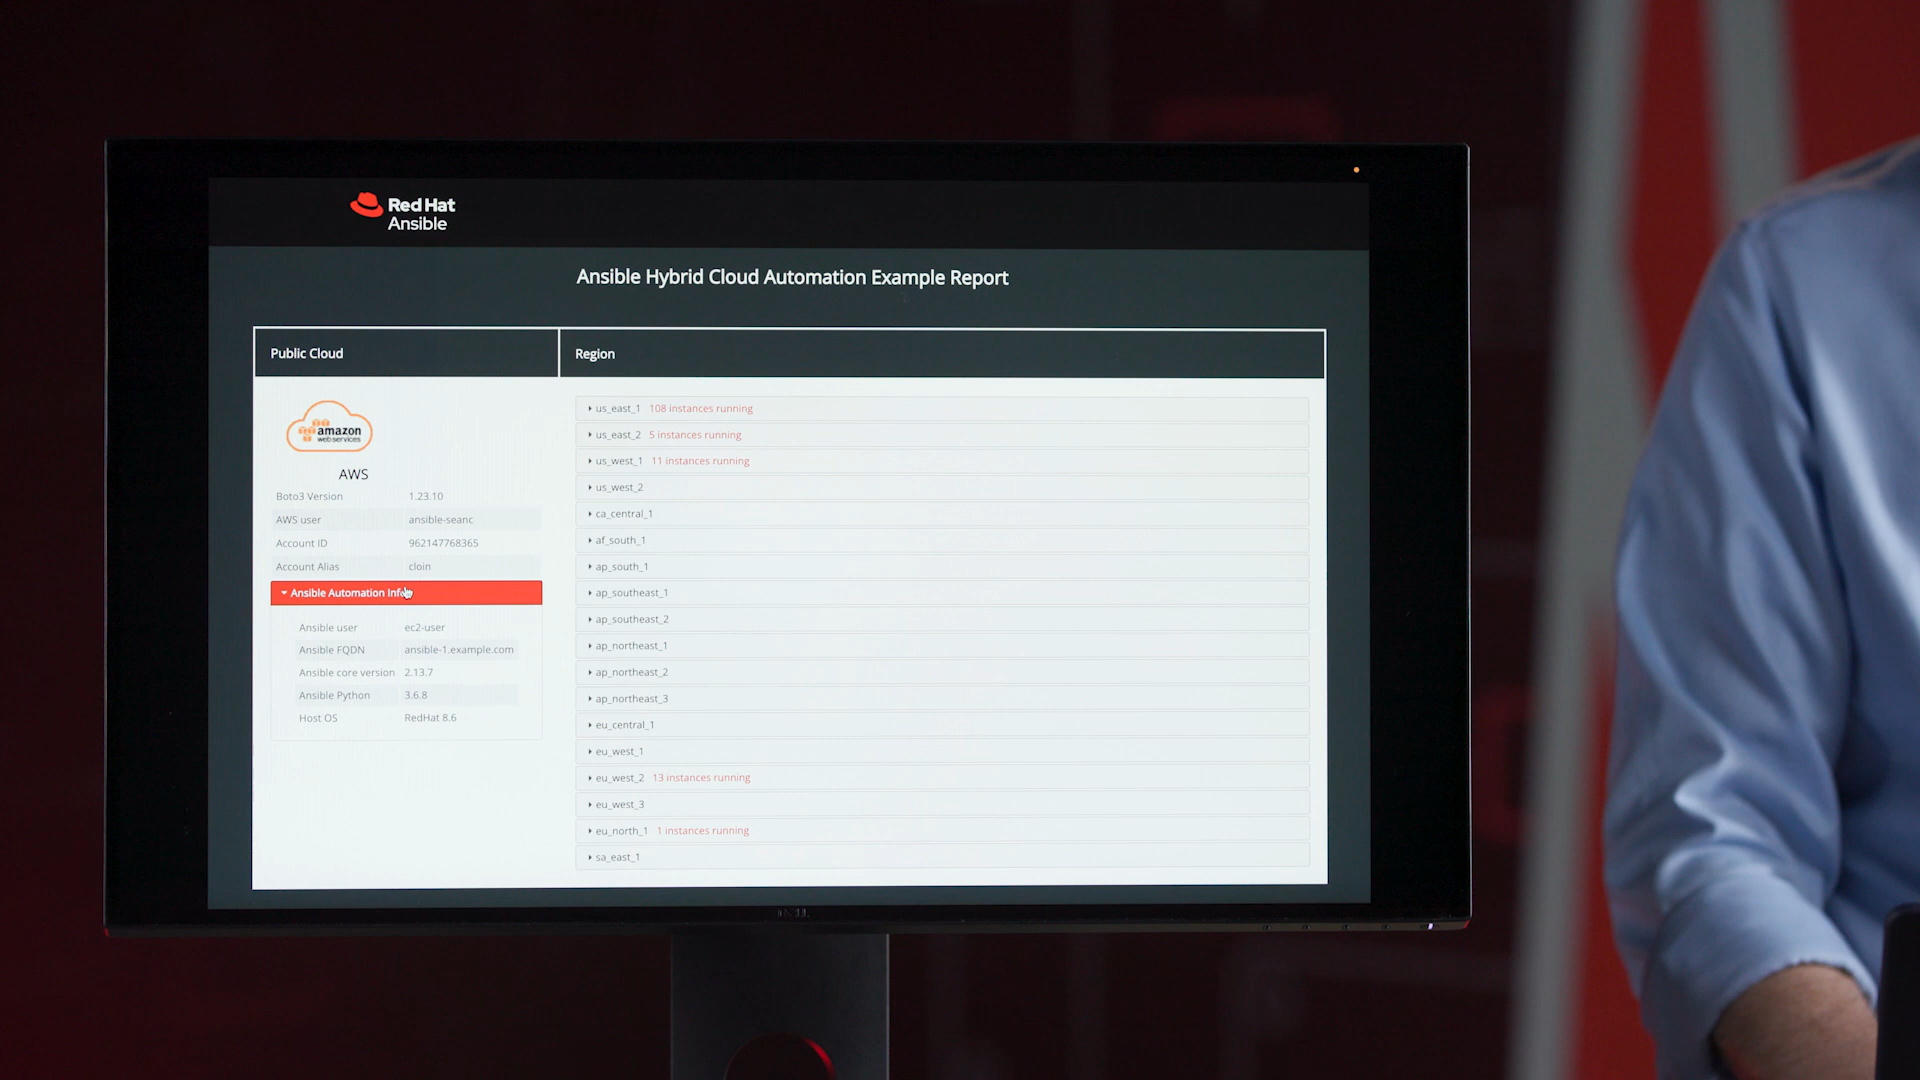 Red Hat
Ansible
Ansible Hybrid Cloud Automation Example Report
Public Cloud
Region
amazon
webservices
AWS
Boto3 Version 1.23.10
AWS user ansible-seanc
Account ID 962147768365
Account Alias cloin
Ansible Automation Info
Ansible user ec2-user
Ansible FQDN ansible-1.example.com
Ansible core version 2.13.7
Ansible Python 3.6.8
Host OS RedHat 8.6
us_east_1 108 instances running
us_east_2 5 instances running
us_west_1 11 instances running
us_west_2
ca_central_1
af_south_1
ap_south_1
ap_southeast_1
ap_southeast_2
ap_northeast_1
ap_northeast_2
ap_northeast_3
eu_central_1
eu_west_1
eu_west_2 13 instances running
eu_west_3
eu_north_1 1 instances running
sa_east_1
DELL